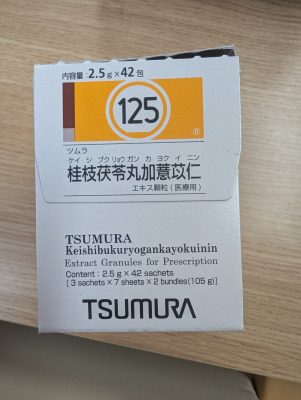 内容量:2.5g×42包
125
®
ツムラ
ケイ シ ブク リョウ ガン カ ヨク イ ニン
桂枝茯苓丸加薏苡仁
エキス顆粒(医療用)
TSUMURA
Keishibukuryogankayokuinin
Extract Granules for Prescription
Content : 2.5 g × 42 sachets
[ 3 sachets × 7 sheets × 2 bundles (105 g) ]
TSUMURA